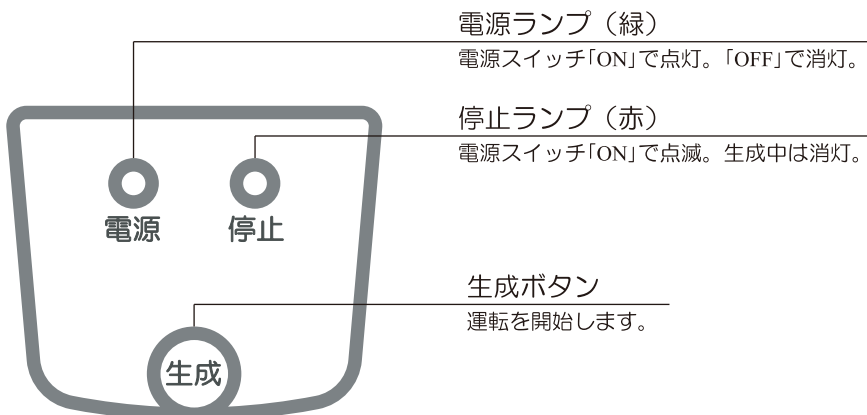 電源ランプ（緑）
電源スイッチ｢ON｣で点灯。｢OFF｣で消灯。
停止ランプ（赤）
電源スイッチ｢ON｣で点滅。生成中は消灯。
電源 停止
生成ボタン
運転を開始します。
生成